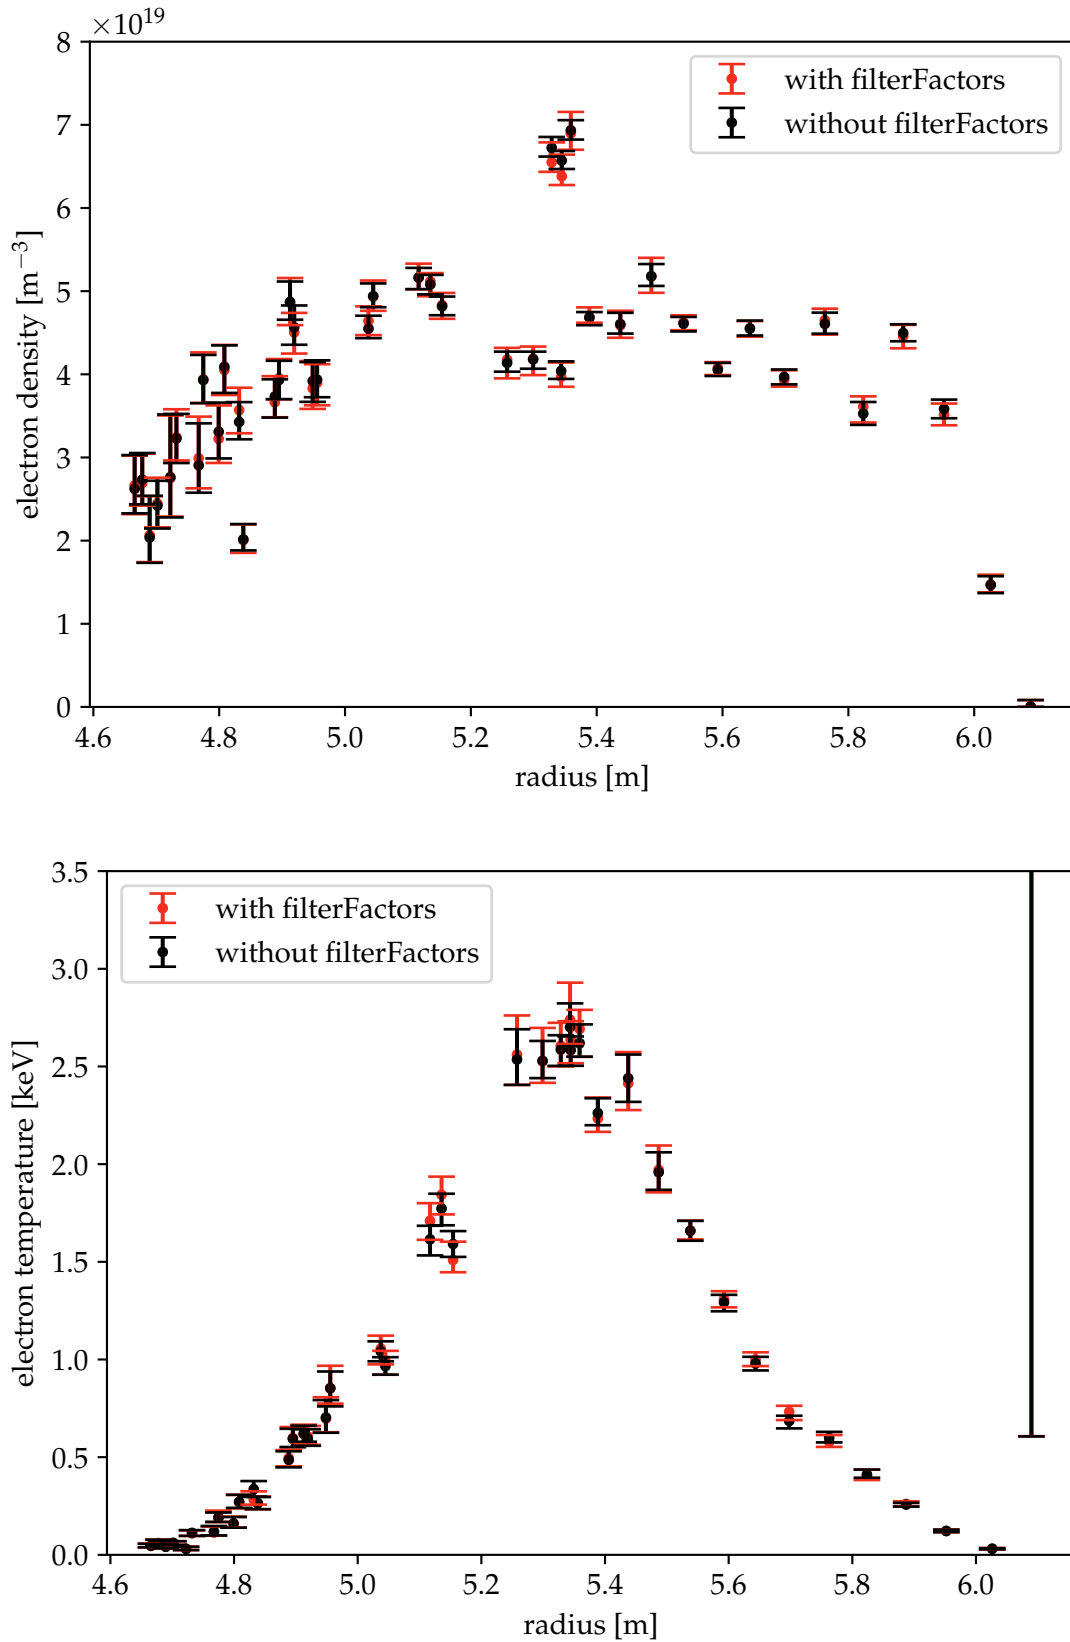 ×10¹⁹
8
with filterFactors
without filterFactors
7
6
5
4
3
2
1
0
electron density [m⁻³]
4.6 4.8 5.0 5.2 5.4 5.6 5.8 6.0
radius [m]
3.5
with filterFactors
without filterFactors
3.0
2.5
2.0
1.5
1.0
0.5
0.0
electron temperature [keV]
4.6 4.8 5.0 5.2 5.4 5.6 5.8 6.0
radius [m]